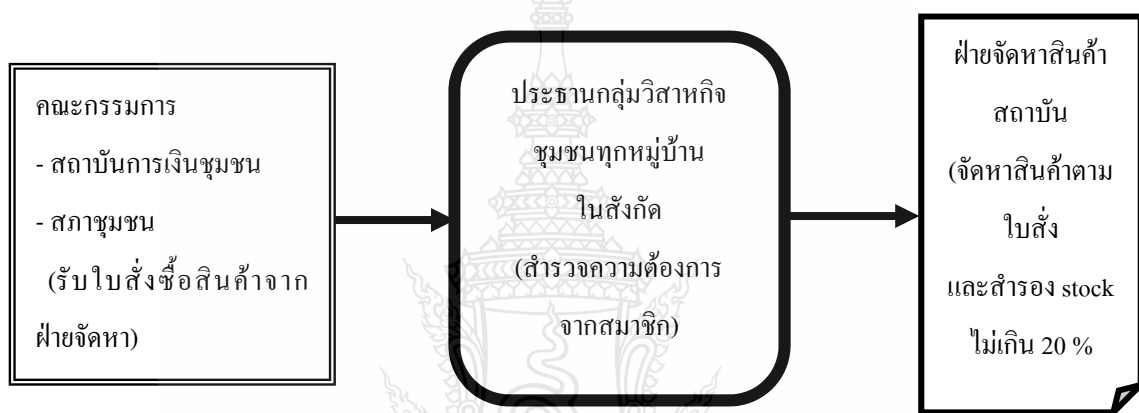 คณะกรรมการ
- สถาบันการเงินชุมชน
- สภาชุมชน
(รับใบสั่งซื้อสินค้าจาก
ฝ่ายจัดหา)
ประธานกลุ่มวิสาหกิจ
ชุมชนทุกหมู่บ้าน
ในสังกัด
(สำรวจความต้องการ
จากสมาชิก)
ฝ่ายจัดหาสินค้า
สถาบัน
(จัดหาสินค้าตาม
ใบสั่ง
และสำรอง stock
ไม่เกิน 20 %